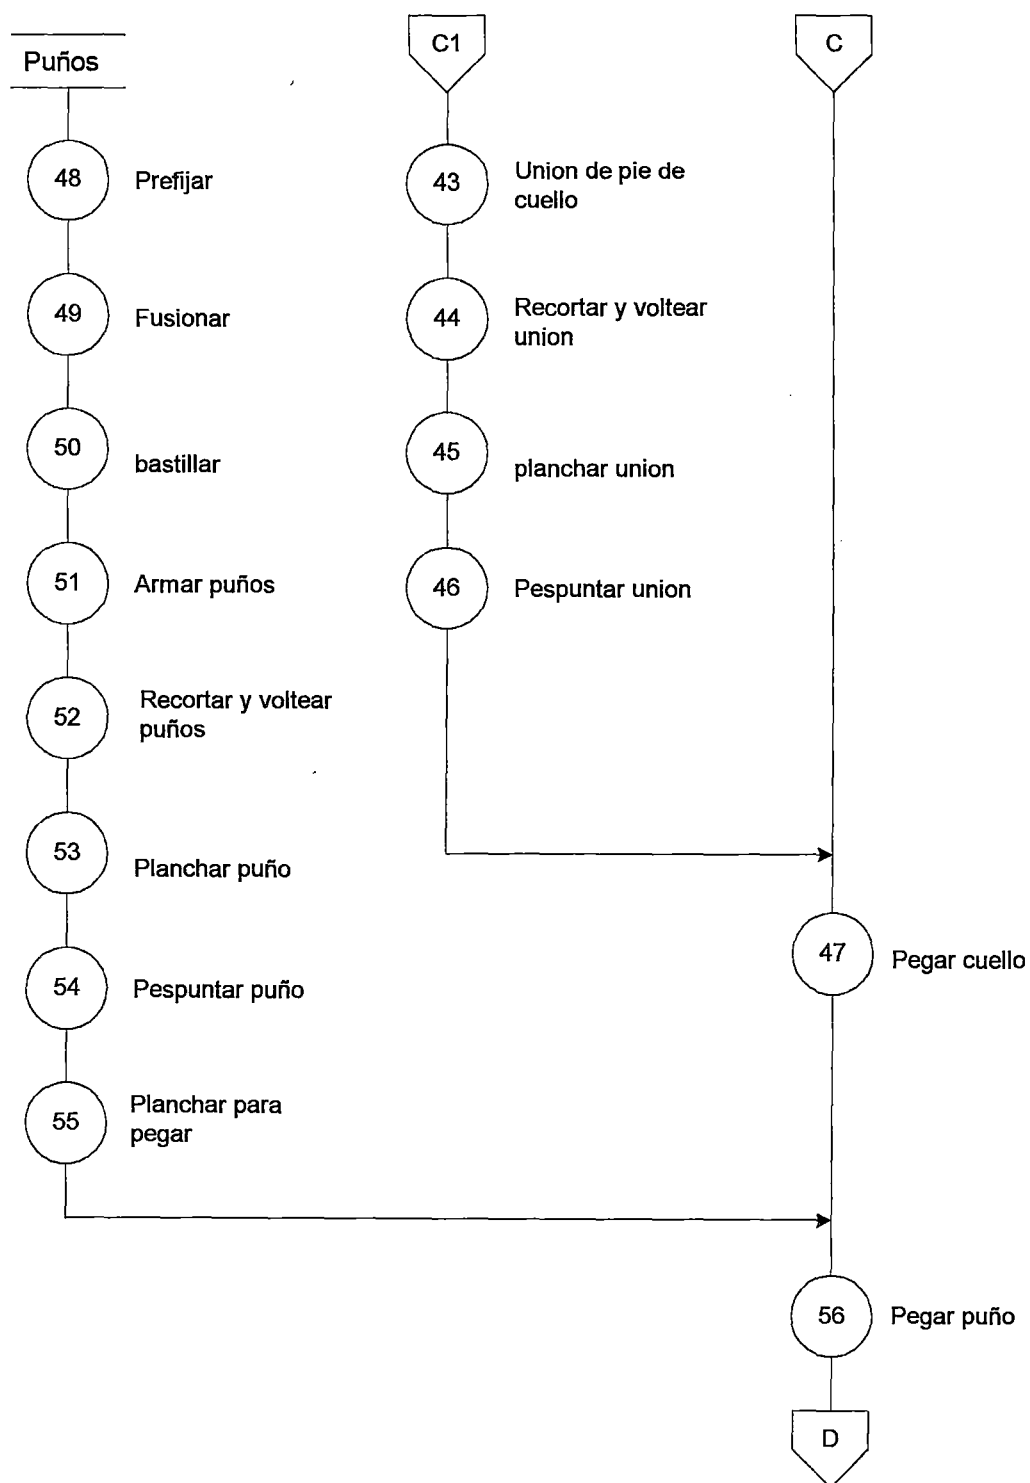 Puños
48
Prefijar
49
Fusionar
50
bastillar
51
Armar puños
52
Recortar y voltear
puños
53
Planchar puño
54
Pespuntar puño
55
Planchar para
pegar
C1
43
Union de pie de
cuello
44
Recortar y voltear
union
45
planchar union
46
Pespuntar union
C
47
Pegar cuello
56
Pegar puño
D